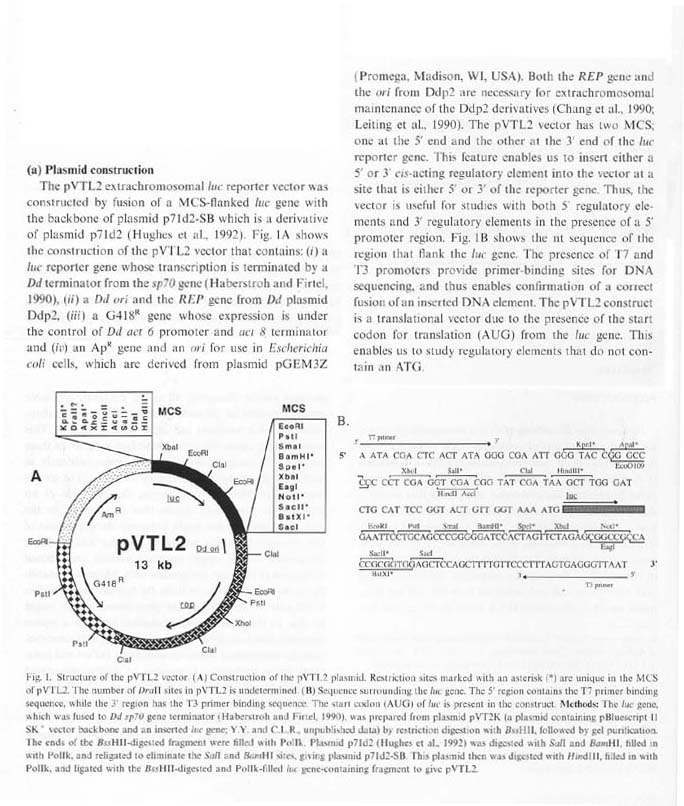 (a) Plasmid construction
The pVTL2 extrachromosomal luc reporter vector was
constructed by fusion of a MCS-flanked luc gene with
the backbone of plasmid p71d2-SB which is a derivative
of plasmid p71d2 (Hughes et al., 1992). Fig. 1A shows
the construction of the pVTL2 vector that contains: (i) a
luc reporter gene whose transcription is terminated by a
Dd terminator from the sp70 gene (Haberstroh and Firtel,
1990), (ii) a Dd ori and the REP gene from Dd plasmid
Ddp2, (iii) a G418R gene whose expression is under
the control of Dd act 6 promoter and act 8 terminator
and (iv) an ApR gene and an ori for use in Escherichia
coli cells, which are derived from plasmid pGEM3Z
(Promega, Madison, WI, USA). Both the REP gene and
the ori from Ddp2 are necessary for extrachromosomal
maintenance of the Ddp2 derivatives (Chang et al., 1990;
Leiting et al., 1990). The pVTL2 vector has two MCS;
one at the 5' end and the other at the 3' end of the luc
reporter gene. This feature enables us to insert either a
5' or 3' cis-acting regulatory element into the vector at a
site that is either 5' or 3' of the reporter gene. Thus, the
vector is useful for studies with both 5' regulatory ele-
ments and 3' regulatory elements in the presence of a 5'
promoter region. Fig. 1B shows the nt sequence of the
region that flank the luc gene. The presence of T7 and
T3 promoters provide primer-binding sites for DNA
sequencing, and thus enables confirmation of a correct
fusion of an inserted DNA element. The pVTL2 construct
is a translational vector due to the presence of the start
codon for translation (AUG) from the luc gene. This
enables us to study regulatory elements that do not con-
tain an ATG.
A
KpnI*
DraII?
ApaI*
XhoI
HincII
AccI
SalI*
ClaI
HindIII*
MCS
MCS
EcoRI
PstI
SmaI
BamHI*
SpeI*
XbaI
EagI
NotI*
SacII*
BstXI*
SacI
XbaI
EcoRI
ClaI
EcoRI
luc
AmR
EcoRI
pVTL2
13 kb
Dd ori
ClaI
G418R
EcoRI
PstI
PstI
rep
XhoI
PstI
ClaI
ClaI
B.
5' T7 primer 3'
KpnI* ApaI*
5' A ATA CGA CTC ACT ATA GGG CGA ATT GGG TAC CGG GCC
EcoO109
XhoI SalI* ClaI HindIII*
CCC CCT CGA GGT CGA CGG TAT CGA TAA GCT TGG GAT
HincII AccI
luc
CTG CAT TCC GGT ACT GTT GGT AAA ATG
EcoRI PstI SmaI BamHI* SpeI* XbaI NotI*
GAATTCCTGCAGCCCGGGGGATCCACTAGTTCTAGAGCGGCCGCCA
EagI
SacII* SacI
CCGCGGTGGAGCTCCAGCTTTTGTTCCCTTTAGTGAGGGTTAAT 3'
BstXI*
3' 5'
T3 primer
Fig. 1. Structure of the pVTL2 vector. (A) Construction of the pVTL2 plasmid. Restriction sites marked with an asterisk (*) are unique in the MCS
of pVTL2. The number of DraII sites in pVTL2 is undetermined. (B) Sequence surrounding the luc gene. The 5' region contains the T7 primer binding
sequence, while the 3' region has the T3 primer binding sequence. The start codon (AUG) of luc is present in the construct. Methods: The luc gene,
which was fused to Dd sp70 gene terminator (Haberstroh and Firtel, 1990), was prepared from plasmid pVT2K (a plasmid containing pBluescript II
SK+ vector backbone and an inserted luc gene; Y.Y. and C.L.R., unpublished data) by restriction digestion with BssHII, followed by gel purification.
The ends of the BssHII-digested fragment were filled with PolIk. Plasmid p71d2 (Hughes et al., 1992) was digested with SalI and BamHI, filled in
with PolIk, and religated to eliminate the SalI and BamHI sites, giving plasmid p71d2-SB. This plasmid then was digested with HindIII, filled in with
PolIk, and ligated with the BssHII-digested and PolIk-filled luc gene-containing fragment to give pVTL2.